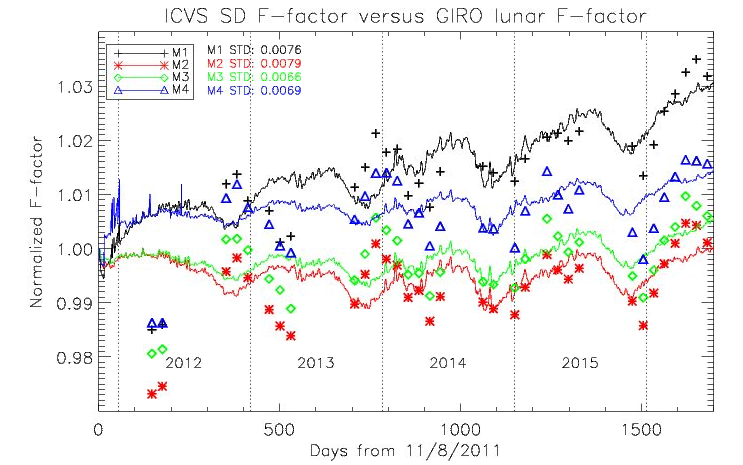 ICVS SD F-factor versus GIRO lunar F-factor
M1 M1 STD: 0.0076
M2 M2 STD: 0.0079
M3 M3 STD: 0.0066
M4 M4 STD: 0.0069
1.03
1.02
1.01
1.00
0.99
0.98
Normalized F-factor
2012 2013 2014 2015
0 500 1000 1500
Days from 11/8/2011